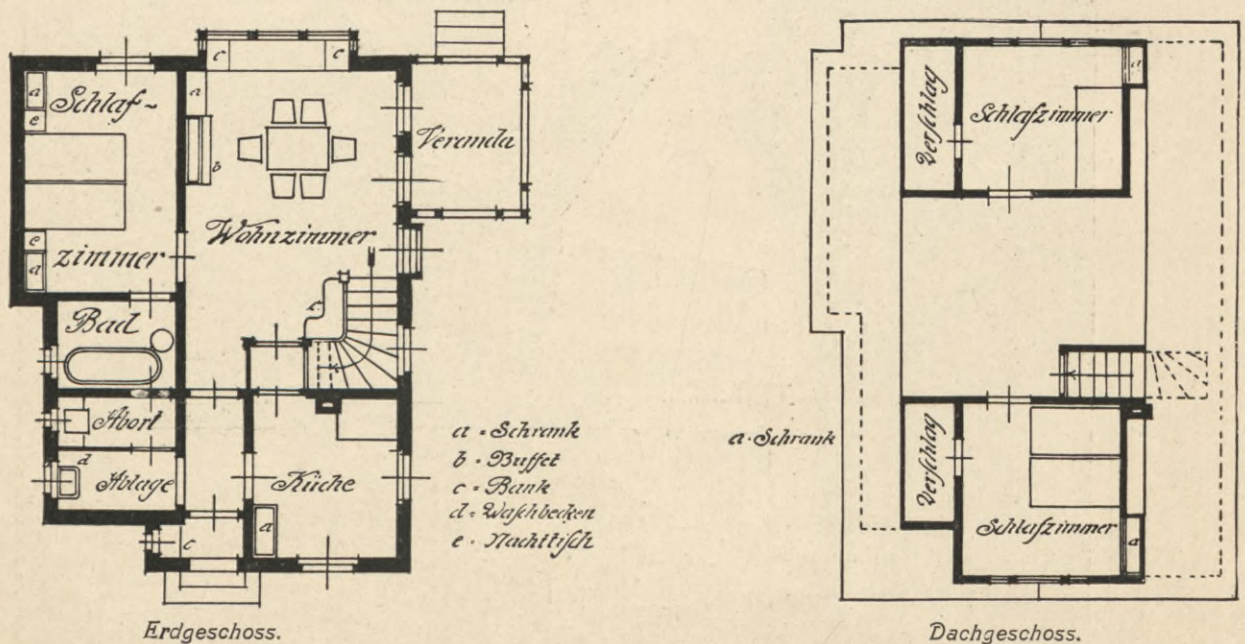 a
c
c
a
Schlaf-
e
b
Veranda
e
d
zimmer
Wohnzimmer
c
Bad
Abort
d
Ablage
Küche
c
a
a = Schrank
b = Buffet
c = Bank
d = Waschbecken
e = Nachttisch
Erdgeschoss.
Verschlag
Schlafzimmer
a
a = Schrank
Verschlag
Schlafzimmer
a
Dachgeschoss.